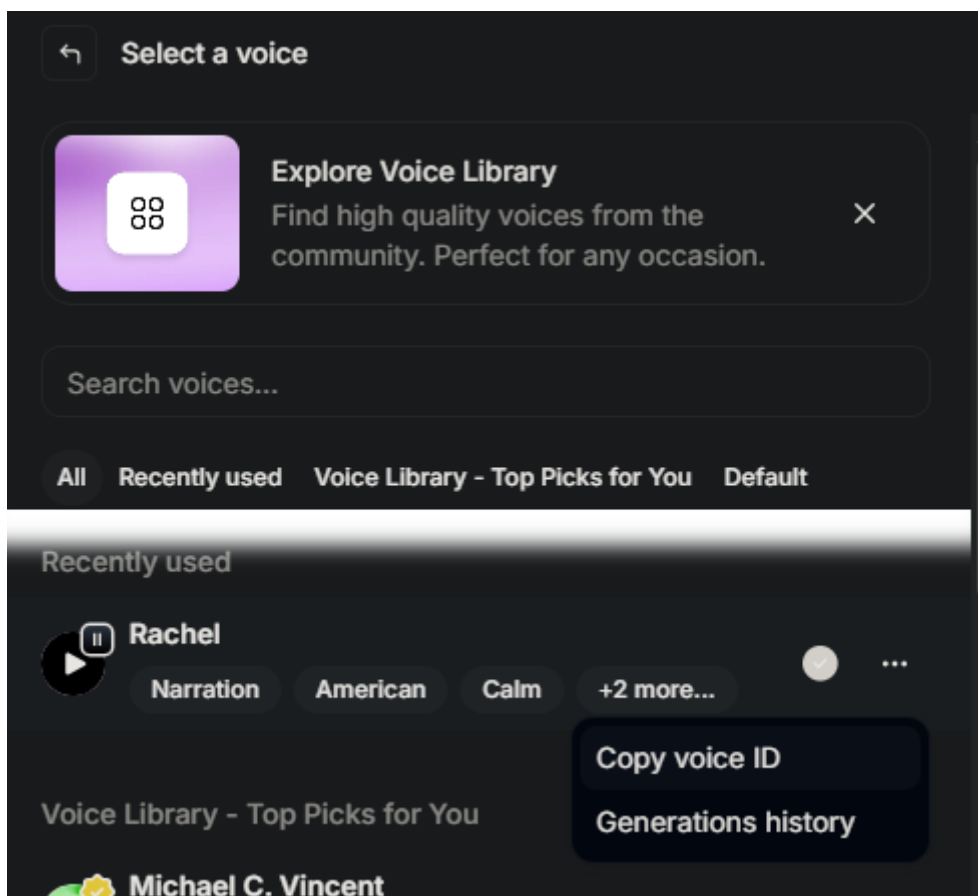 Select a voice
Explore Voice Library
Find high quality voices from the
community. Perfect for any occasion.
Search voices...
All Recently used Voice Library - Top Picks for You Default
Recently used
Rachel
Narration American Calm +2 more...
Copy voice ID
Voice Library - Top Picks for You
Generations history
Michael C. Vincent